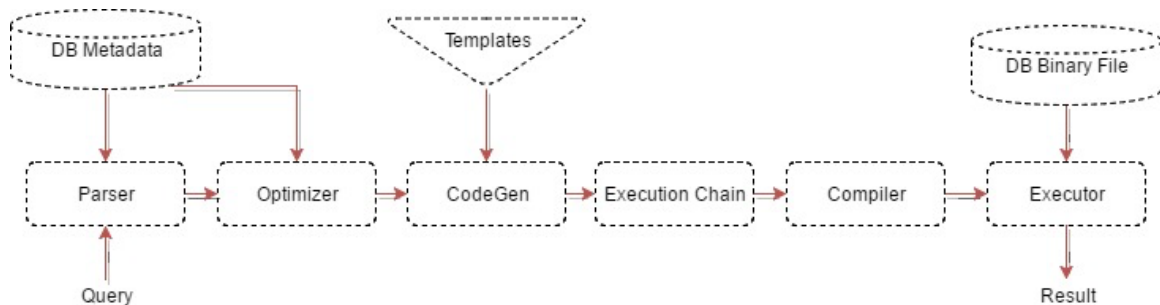 DB Metadata
Templates
DB Binary File
Parser
Optimizer
CodeGen
Execution Chain
Compiler
Executor
Query
Result